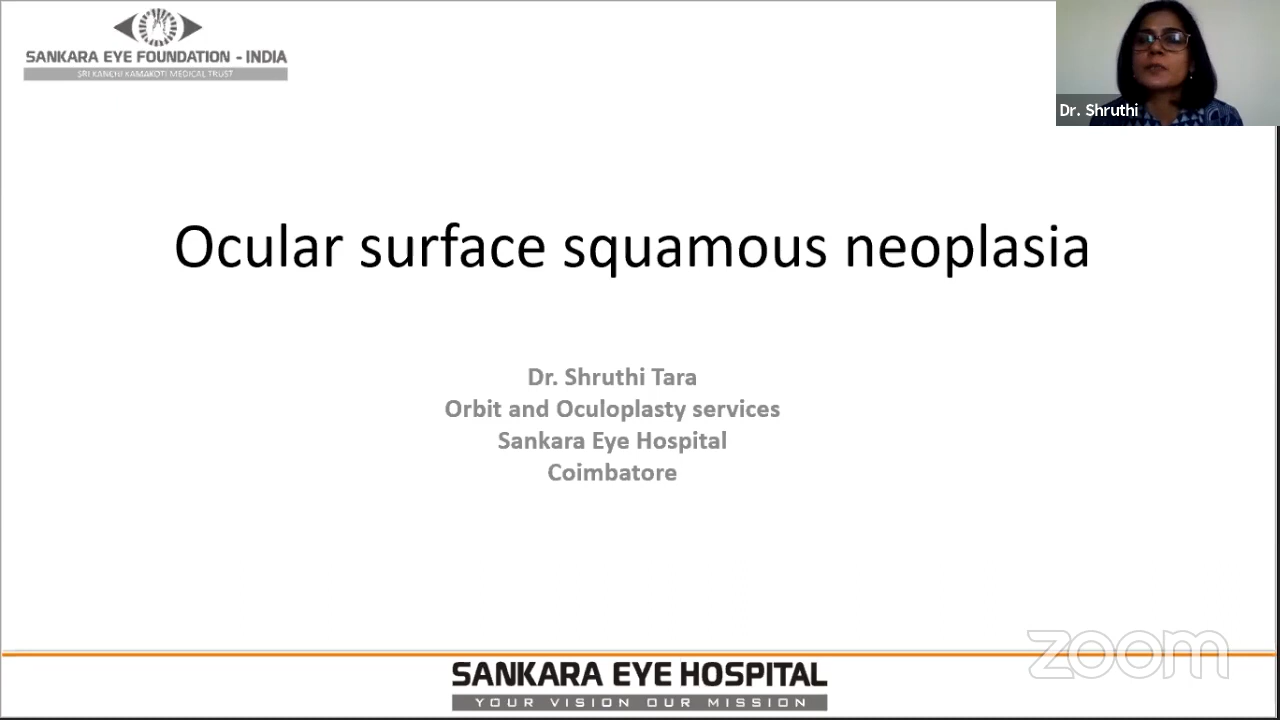 SANKARA EYE FOUNDATION - INDIA
SRI KANCHI KAMAKOTI MEDICAL TRUST
Dr. Shruthi
Ocular surface squamous neoplasia
Dr. Shruthi Tara
Orbit and Oculoplasty services
Sankara Eye Hospital
Coimbatore
zoom
SANKARA EYE HOSPITAL
YOUR VISION OUR MISSION